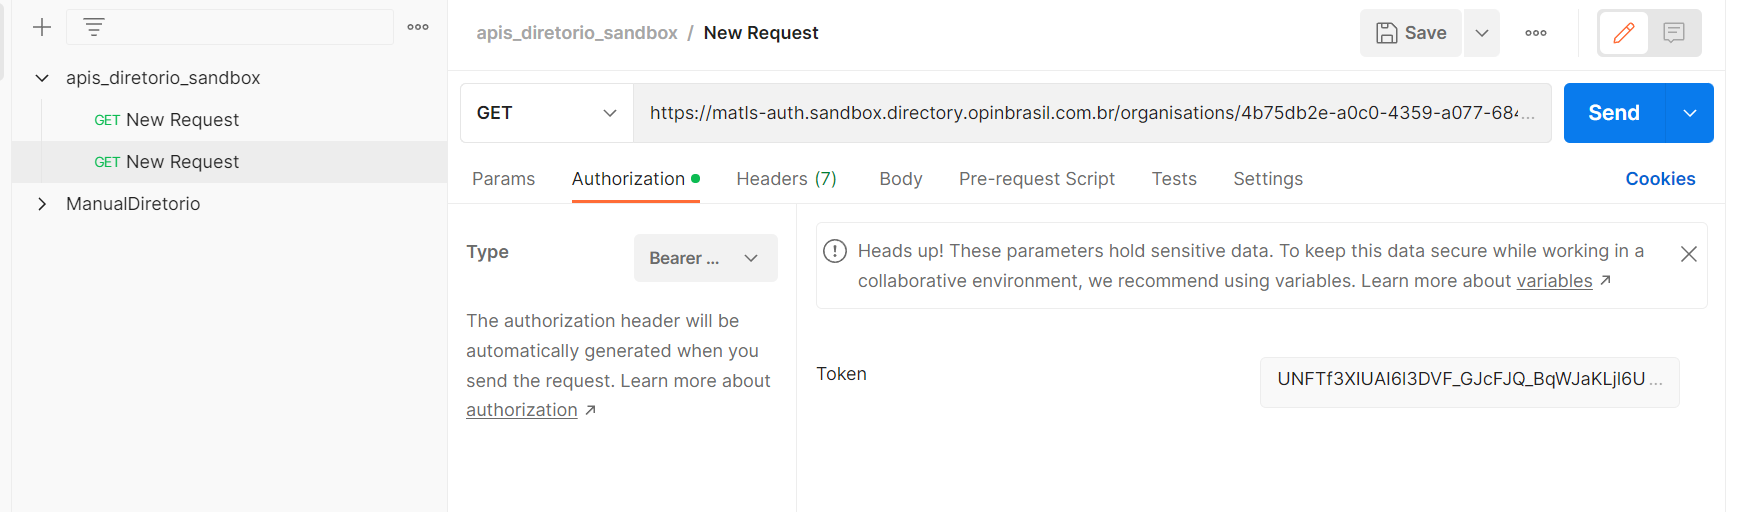 apis_diretorio_sandbox / New Request
Save
apis_diretorio_sandbox
GET New Request
GET New Request
ManualDiretorio
GET
https://matls-auth.sandbox.directory.opinbrasil.com.br/organisations/4b75db2e-a0c0-4359-a077-684...
Send
Params
Authorization
Headers (7)
Body
Pre-request Script
Tests
Settings
Cookies
Type
Bearer ...
The authorization header will be
automatically generated when you
send the request. Learn more about
authorization ↗
Heads up! These parameters hold sensitive data. To keep this data secure while working in a
collaborative environment, we recommend using variables. Learn more about variables ↗
Token
UNFTf3XIUAI6I3DVF_GJcFJQ_BqWJaKLjl6U...